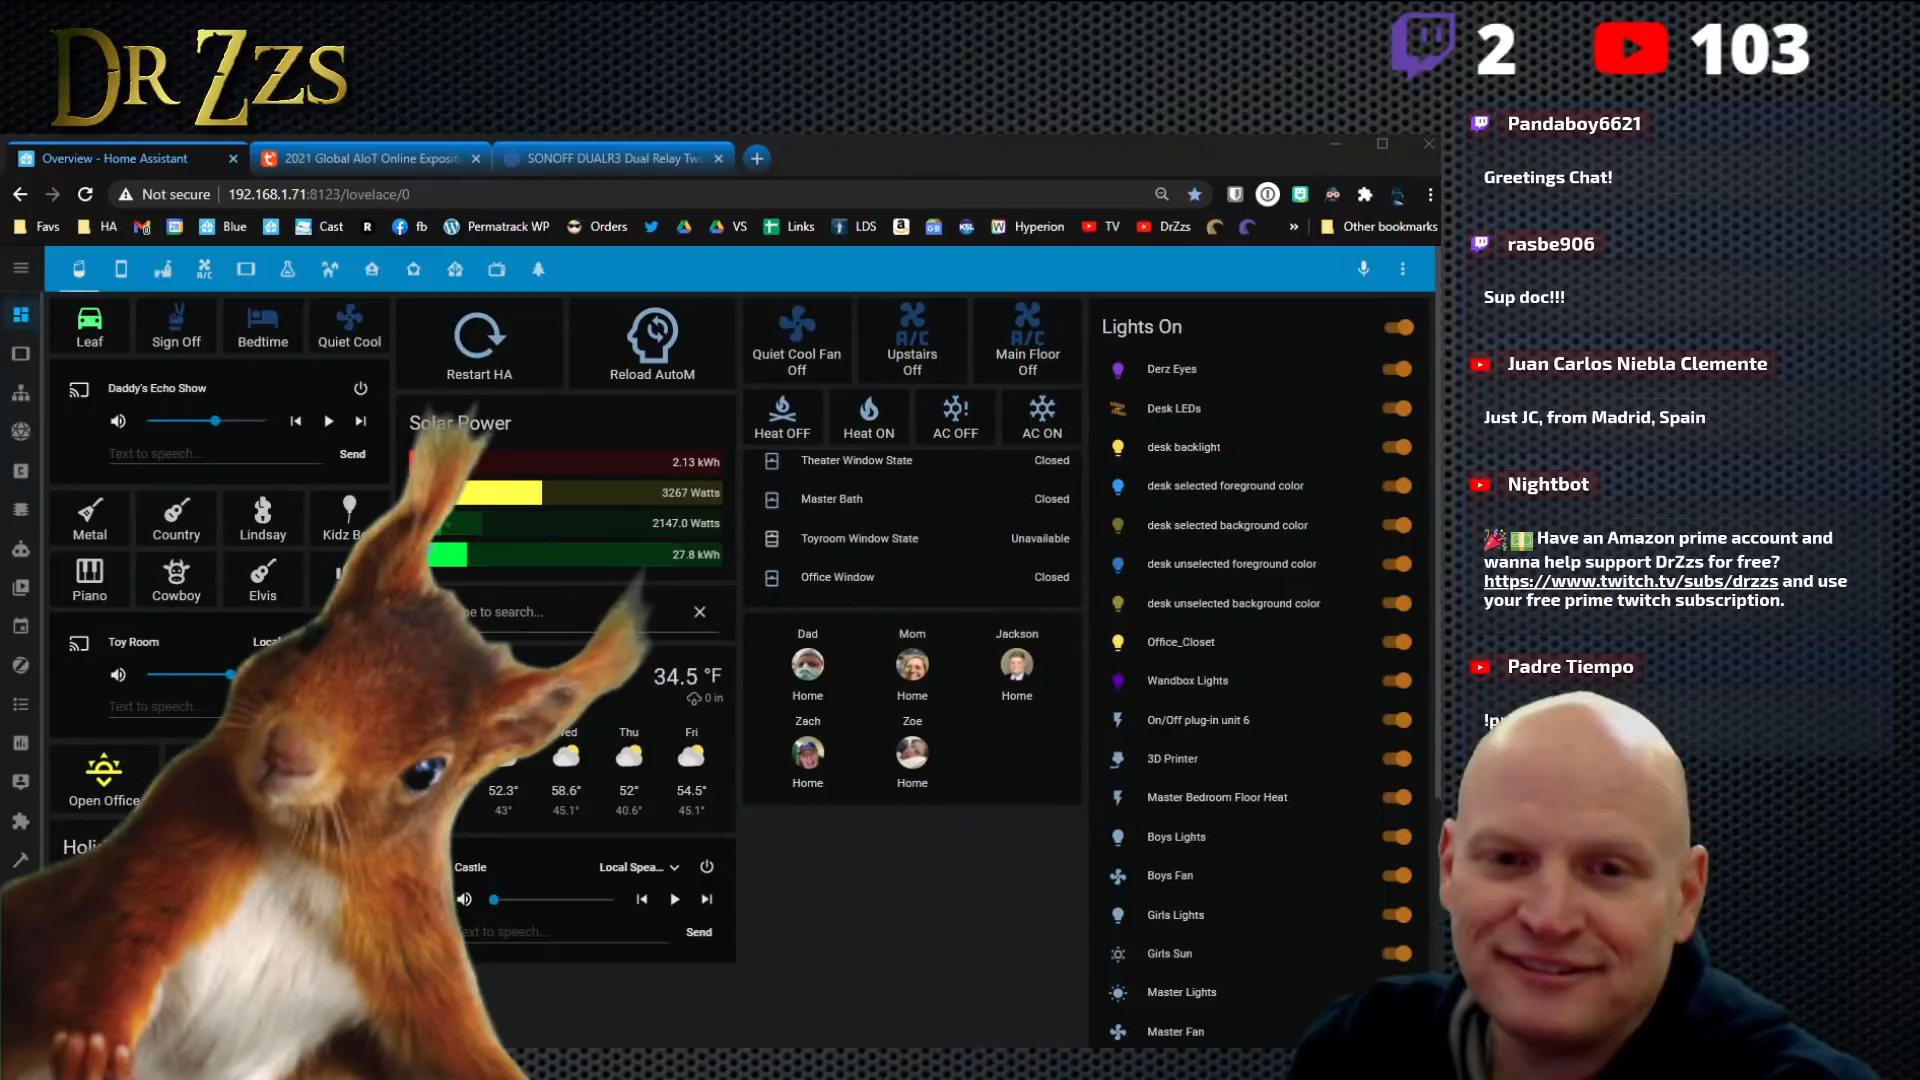 DR ZZS
2
103
Overview - Home Assistant
2021 Global AIoT Online Exposit
SONOFF DUALR3 Dual Relay Two
Not secure
192.168.1.71:8123/lovelace/0
Favs
HA
Blue
Cast
fb
Permatrack WP
Orders
VS
Links
LDS
Hyperion
TV
DrZzs
»
Other bookmarks
Leaf
Sign Off
Bedtime
Quiet Cool
Daddy's Echo Show
Text to speech...
Send
Metal
Country
Lindsay
Kidz B
Piano
Cowboy
Elvis
Toy Room
Local
Text to speech...
Open Office
Restart HA
Reload AutoM
Solar Power
2.13 kWh
3267 Watts
2147.0 Watts
27.8 kWh
pe to search...
34.5 °F
0 in
Wed
Thu
Fri
52.3°
58.6°
52°
54.5°
43°
45.1°
40.6°
45.1°
Castle
Local Spea...
Text to speech...
Send
Quiet Cool Fan
Off
A/C
Upstairs
Off
A/C
Main Floor
Off
Heat OFF
Heat ON
AC OFF
AC ON
Theater Window State
Closed
Master Bath
Closed
Toyroom Window State
Unavailable
Office Window
Closed
Dad
Mom
Jackson
Home
Home
Home
Zach
Zoe
Home
Home
Lights On
Derz Eyes
Desk LEDs
desk backlight
desk selected foreground color
desk selected background color
desk unselected foreground color
desk unselected background color
Office_Closet
Wandbox Lights
On/Off plug-in unit 6
3D Printer
Master Bedroom Floor Heat
Boys Lights
Boys Fan
Girls Lights
Girls Sun
Master Lights
Master Fan
Pandaboy6621
Greetings Chat!
rasbe906
Sup doc!!!
Juan Carlos Niebla Clemente
Just JC, from Madrid, Spain
Nightbot
Have an Amazon prime account and
wanna help support DrZzs for free?
https://www.twitch.tv/subs/drzzs and use
your free prime twitch subscription.
Padre Tiempo